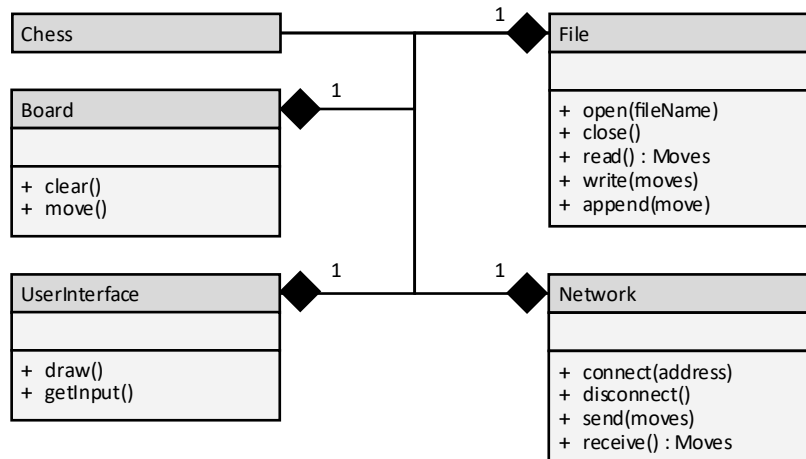 Chess
1
Board
+ clear()
+ move()
1
UserInterface
+ draw()
+ getInput()
1
File
+ open(fileName)
+ close()
+ read() : Moves
+ write(moves)
+ append(move)
1
Network
+ connect(address)
+ disconnect()
+ send(moves)
+ receive() : Moves